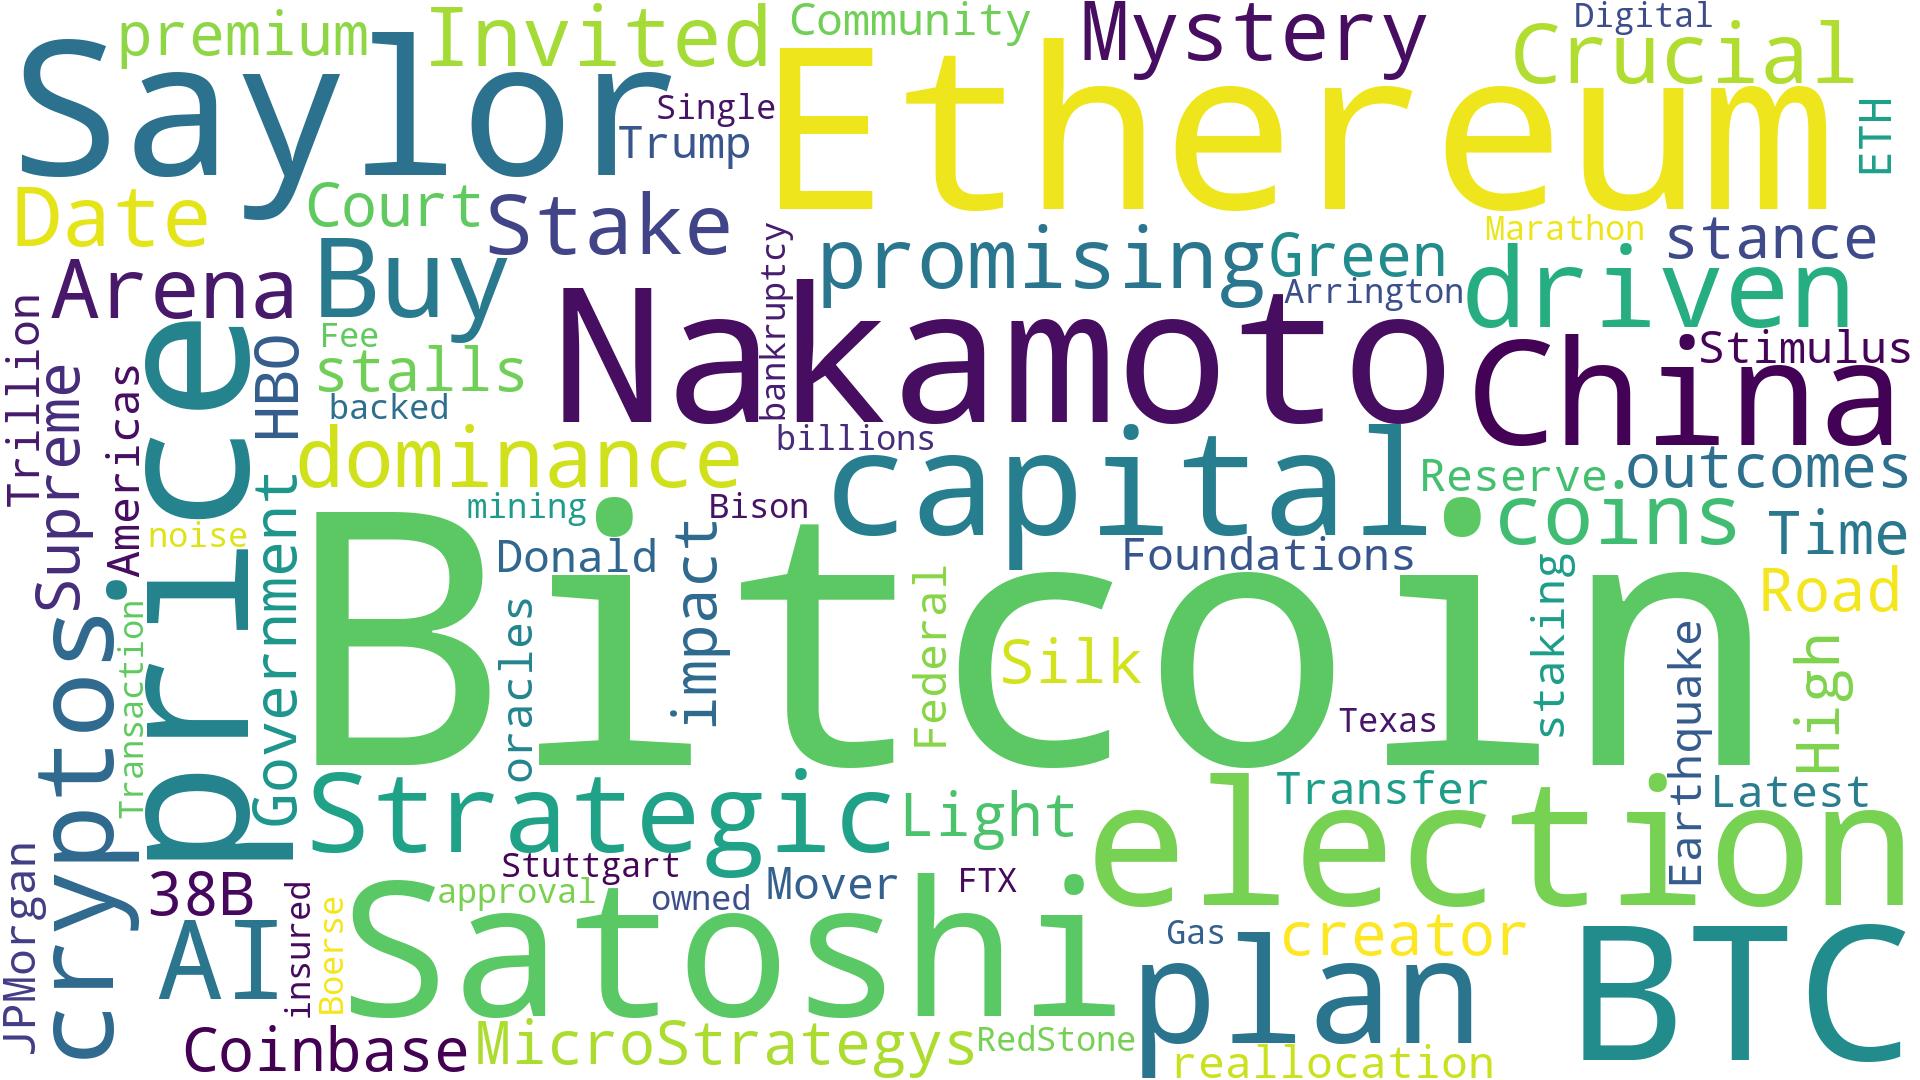 premium
Invited
Community
Mystery
Digital
Crucial
Saylor
Single
Trump
Ethereum
ETH
Date
Court
Stake
Marathon
stance
Arena
Buy
bankruptcy
promising
Green
Arrington
driven
Trillion
Supreme
Americas
price
HBO
Fee
stalls
backed
Nakamoto
China
Stimulus
dominance
billions
capital
Reserve
outcomes
coins
Time
noise
Government
mining
Bison
Donald
impact
Foundations
Bitcoin
oracles
Federal
Silk
Texas
staking
Road
Earthquake
High
cryptos
Transaction
Strategic
Light
Transfer
Latest
election
JPMorgan
38B
Stuttgart
approval
owned
Mover
FTX
AI
insured
Boerse
Satoshi
Gas
creator
plan
BTC
Coinbase
MicroStrategys
RedStone
reallocation